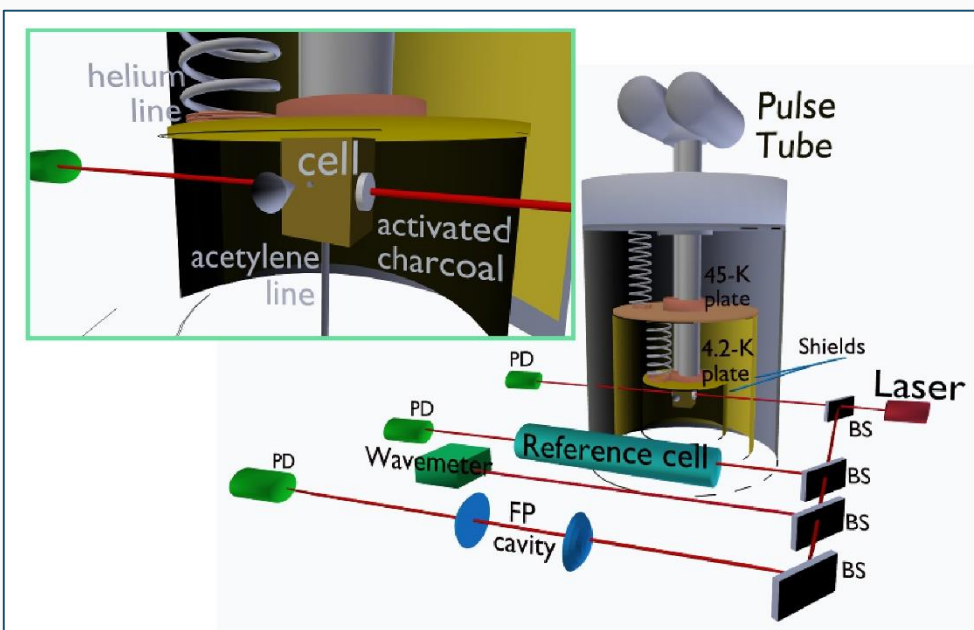 helium
line
cell
activated
charcoal
acetylene
line
Pulse
Tube
45-K
plate
4.2-K
plate
Shields
Laser
PD
BS
PD
Reference cell
BS
Wavemeter
PD
BS
FP
cavity
BS